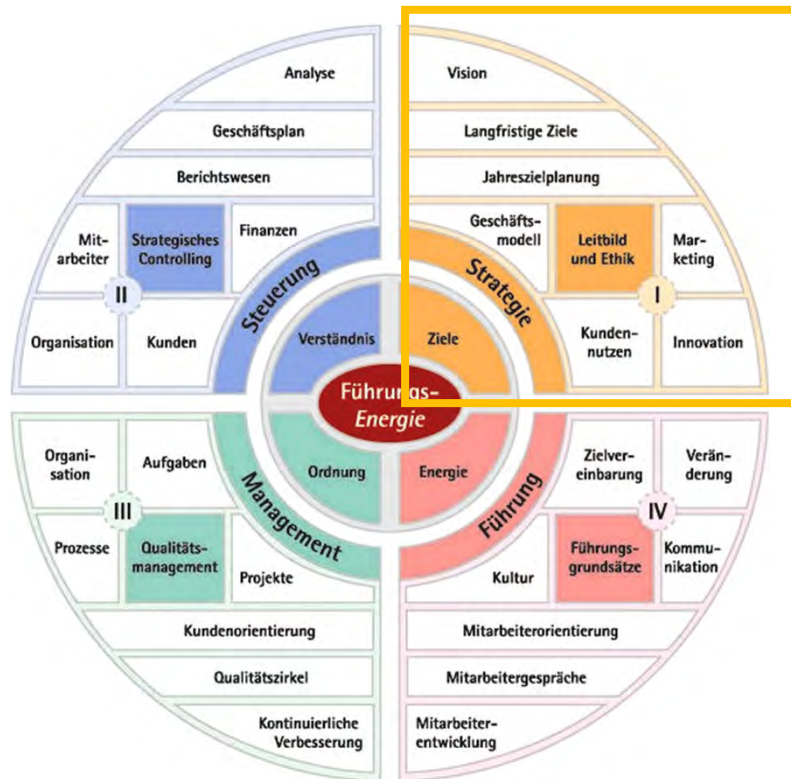 Analyse
Geschäftsplan
Berichtswesen
Mit-
arbeiter
Strategisches
Controlling
Finanzen
II
Organisation
Kunden
Steuerung
Verständnis
Vision
Langfristige Ziele
Jahreszielplanung
Geschäfts-
modell
Leitbild
und Ethik
Mar-
keting
I
Kunden-
nutzen
Innovation
Strategie
Ziele
Führungs-
Energie
Organi-
sation
Aufgaben
III
Prozesse
Qualitäts-
management
Projekte
Management
Ordnung
Kundenorientierung
Qualitätszirkel
Kontinuierliche
Verbesserung
Energie
Führung
Zielver-
einbarung
Verän-
derung
IV
Kultur
Führungs-
grundsätze
Kommu-
nikation
Mitarbeiterorientierung
Mitarbeitergespräche
Mitarbeiter-
entwicklung